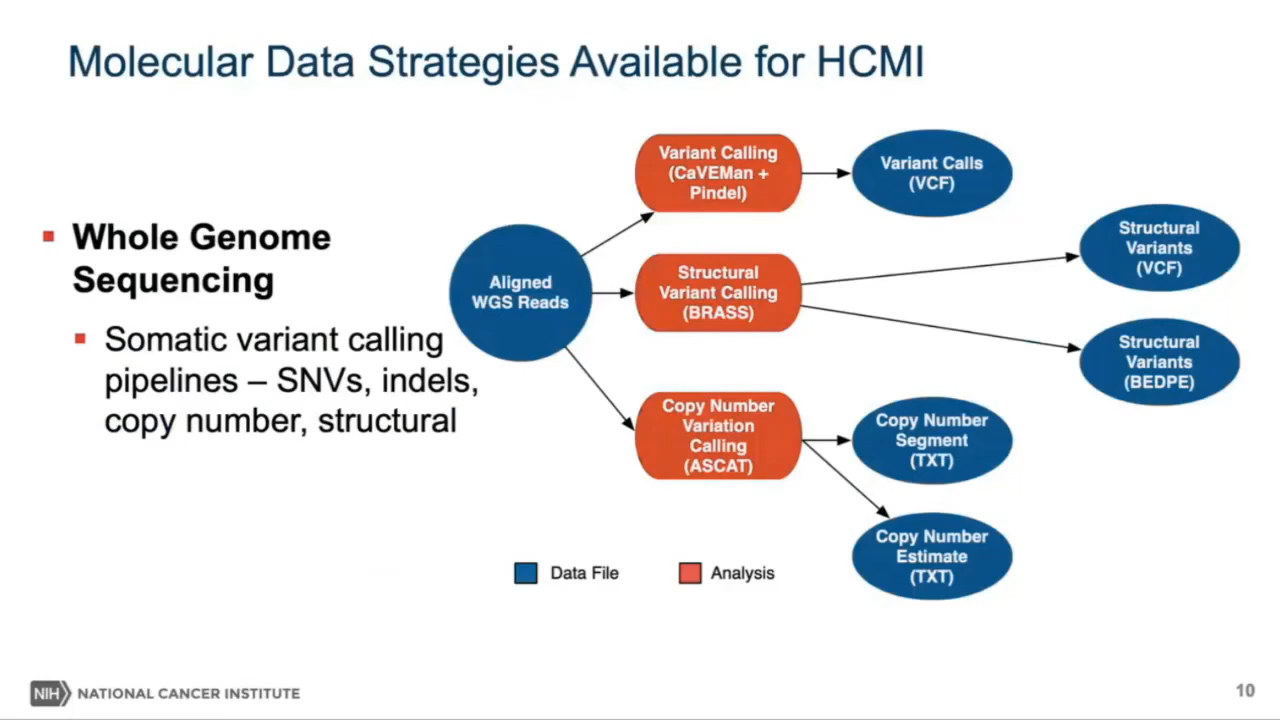 Molecular Data Strategies Available for HCMI
Whole Genome
Sequencing
Somatic variant calling
pipelines – SNVs, indels,
copy number, structural
Aligned
WGS Reads
Variant Calling
(CaVEMan +
Pindel)
Variant Calls
(VCF)
Structural
Variant Calling
(BRASS)
Structural
Variants
(VCF)
Structural
Variants
(BEDPE)
Copy Number
Variation
Calling
(ASCAT)
Copy Number
Segment
(TXT)
Copy Number
Estimate
(TXT)
Data File
Analysis
NIH NATIONAL CANCER INSTITUTE
10